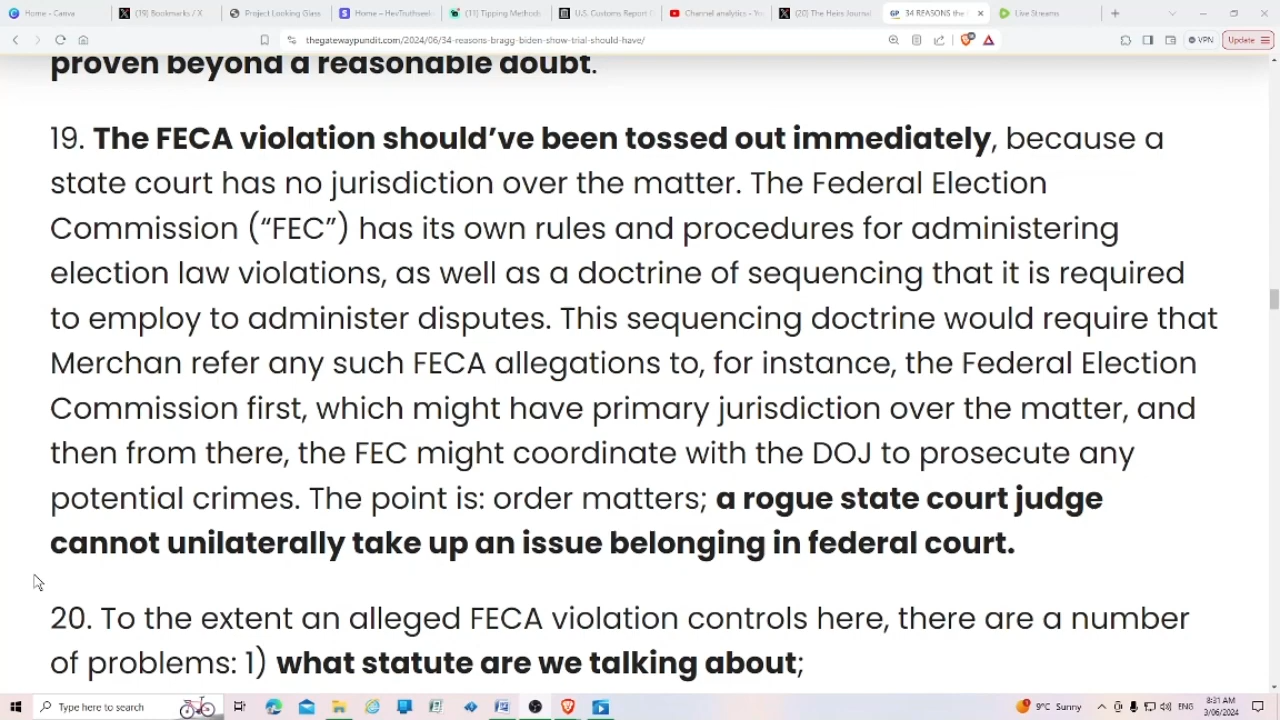 Home - Canva
(19) Bookmarks / X
Project Looking Glass
Home – HexTruthseek
(11) Tipping Methods
U.S. Customs Report
Channel analytics - Yo
(20) The Heirs Journal
34 REASONS the
Live Streams
thegatewaypundit.com/2024/06/34-reasons-bragg-biden-show-trial-should-have/
VPN
Update
proven beyond a reasonable doubt.
19. The FECA violation should’ve been tossed out immediately, because a
state court has no jurisdiction over the matter. The Federal Election
Commission (“FEC”) has its own rules and procedures for administering
election law violations, as well as a doctrine of sequencing that it is required
to employ to administer disputes. This sequencing doctrine would require that
Merchan refer any such FECA allegations to, for instance, the Federal Election
Commission first, which might have primary jurisdiction over the matter, and
then from there, the FEC might coordinate with the DOJ to prosecute any
potential crimes. The point is: order matters; a rogue state court judge
cannot unilaterally take up an issue belonging in federal court.
20. To the extent an alleged FECA violation controls here, there are a number
of problems: 1) what statute are we talking about;
Type here to search
9°C Sunny
ENG
8:31 AM
3/06/2024